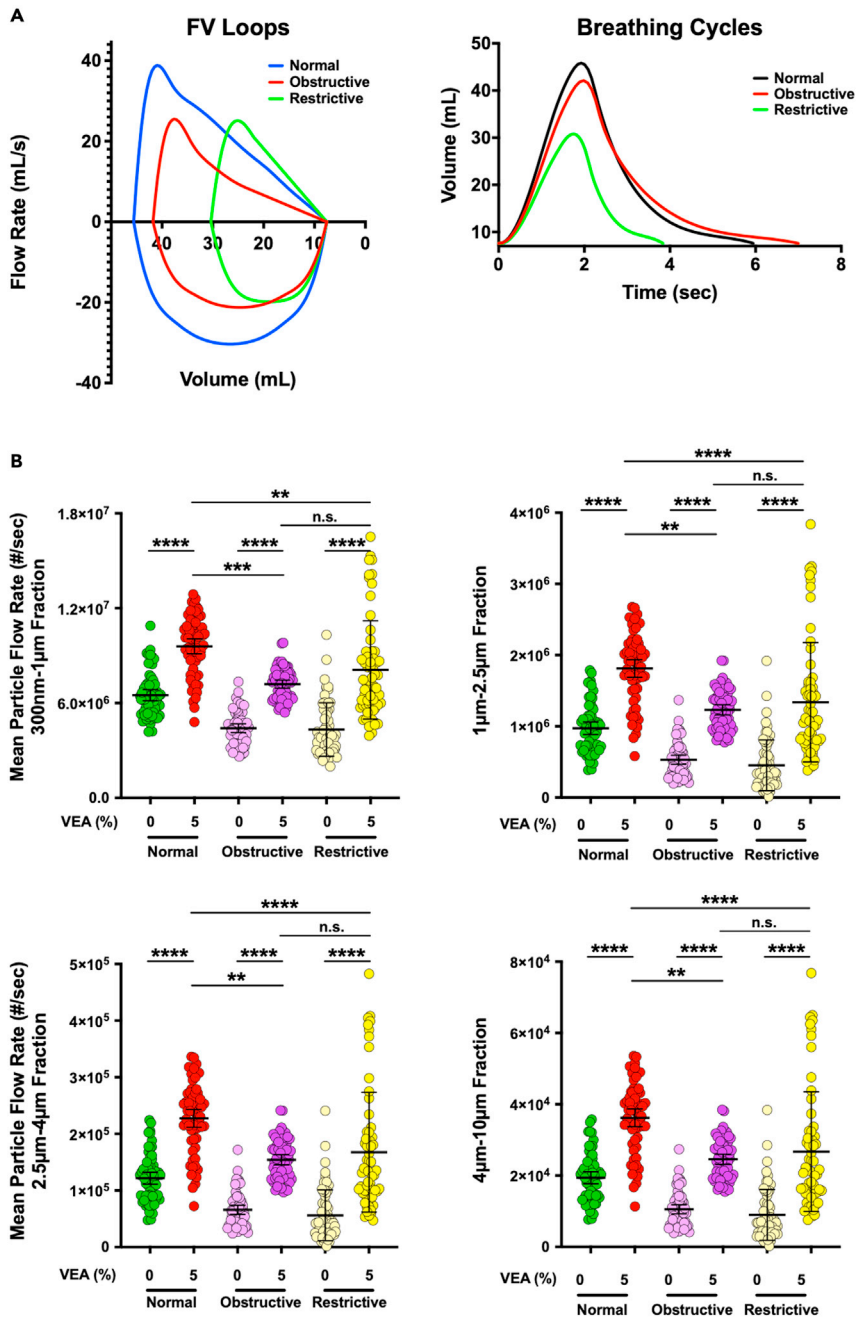 A
FV Loops
Flow Rate (mL/s)
40
20
0
-20
-40
40
30
20
10
0
Normal
Obstructive
Restrictive
Volume (mL)
Breathing Cycles
Volume (mL)
50
40
30
20
10
0
2
4
6
8
Normal
Obstructive
Restrictive
Time (sec)
B
Mean Particle Flow Rate (#/sec)
300nm-1µm Fraction
1.8×10⁷
1.2×10⁷
6.0×10⁶
0.0
**
n.s.
**** **** ****
***
VEA (%) 0 5 0 5 0 5
Normal Obstructive Restrictive
1µm-2.5µm Fraction
4×10⁶
3×10⁶
2×10⁶
1×10⁶
0
****
n.s.
**** **** ****
**
VEA (%) 0 5 0 5 0 5
Normal Obstructive Restrictive
Mean Particle Flow Rate (#/sec)
2.5µm-4µm Fraction
5×10⁵
4×10⁵
3×10⁵
2×10⁵
1×10⁵
0
****
n.s.
**** **** ****
**
VEA (%) 0 5 0 5 0 5
Normal Obstructive Restrictive
4µm-10µm Fraction
8×10⁴
6×10⁴
4×10⁴
2×10⁴
0
****
n.s.
**** **** ****
**
VEA (%) 0 5 0 5 0 5
Normal Obstructive Restrictive